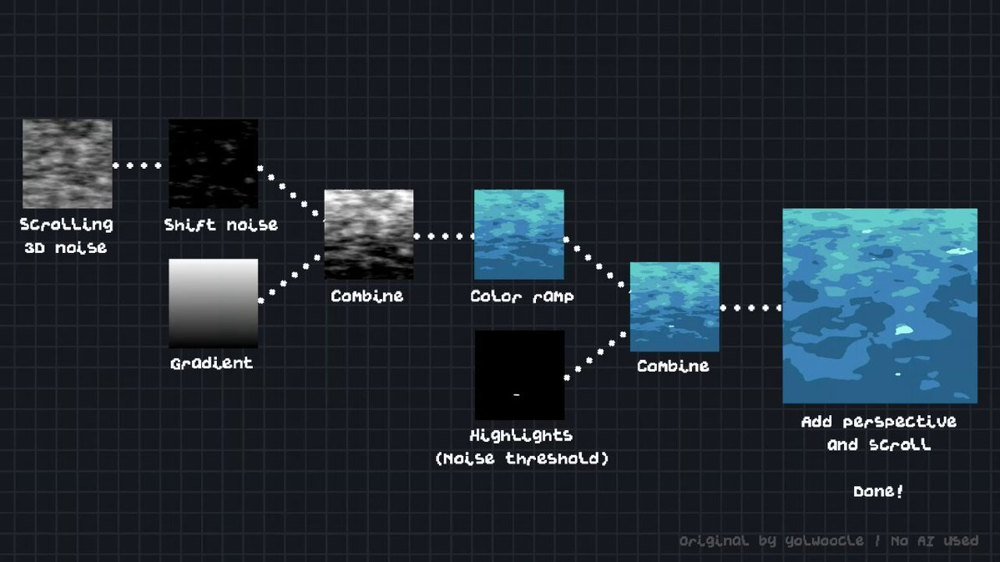 Scrolling
3D noise
Shift noise
Gradient
Combine
Color ramp
Highlights
(Noise threshold)
Combine
Add perspective
and scroll
Done!
Original by Yolwoocle / No AI used